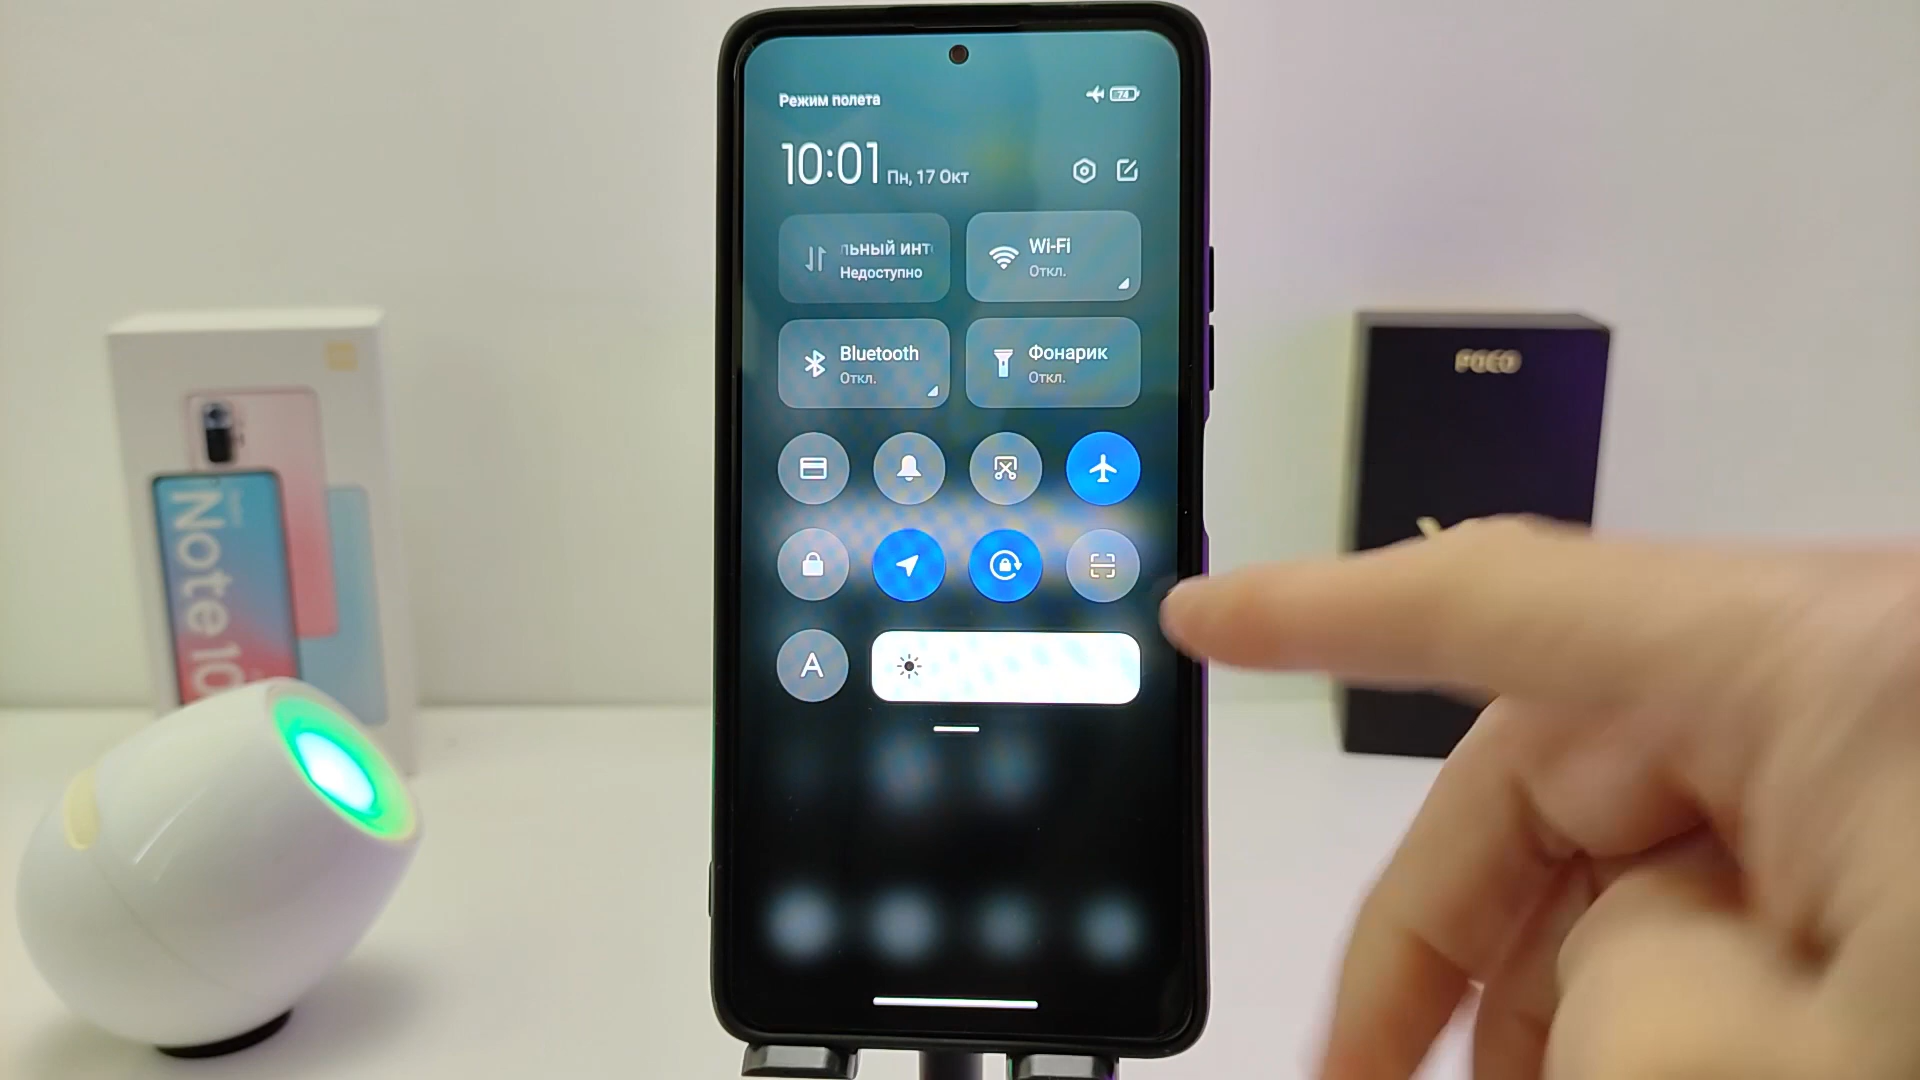 Режим полета
74
10:01 Пн, 17 Окт
льный инт
Недоступно
Wi-Fi
Откл.
Bluetooth
Откл.
Фонарик
Откл.
A
POCO
Note 10